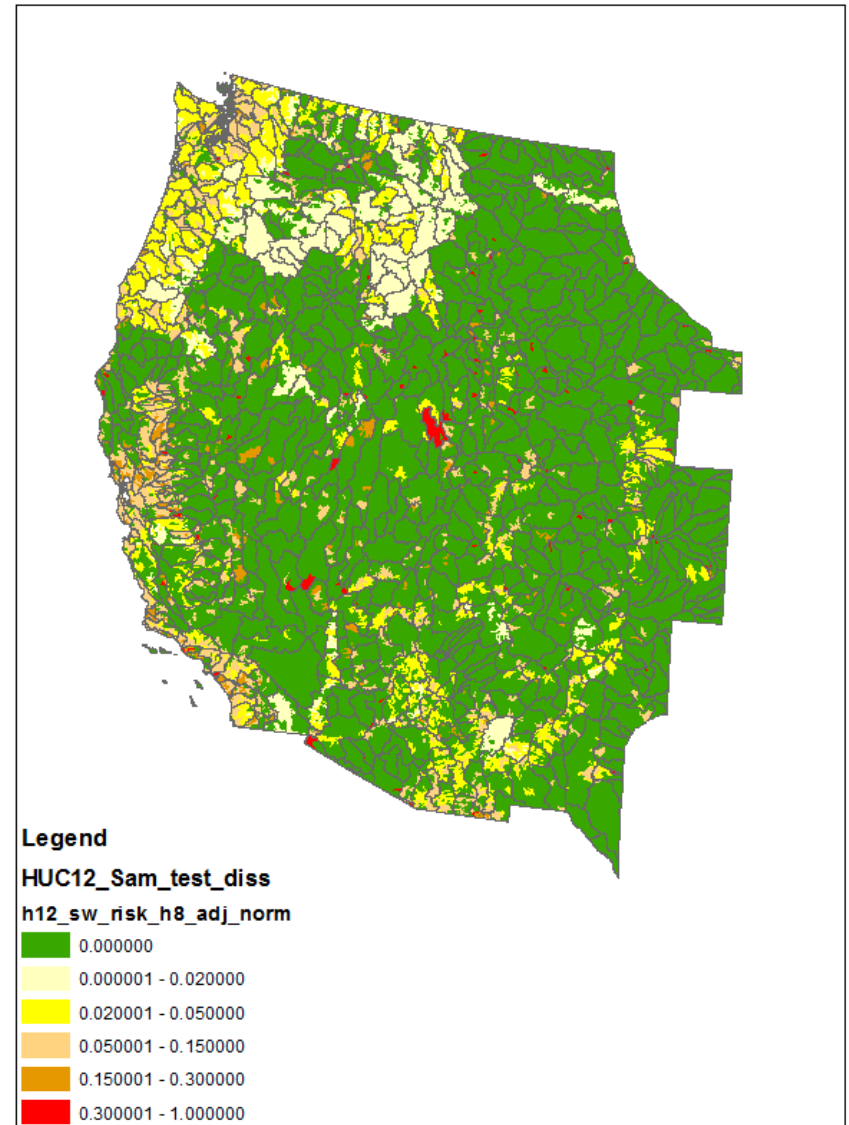 Legend
HUC12_Sam_test_diss
h12_sw_risk_h8_adj_norm
0.000000
0.000001 - 0.020000
0.020001 - 0.050000
0.050001 - 0.150000
0.150001 - 0.300000
0.300001 - 1.000000